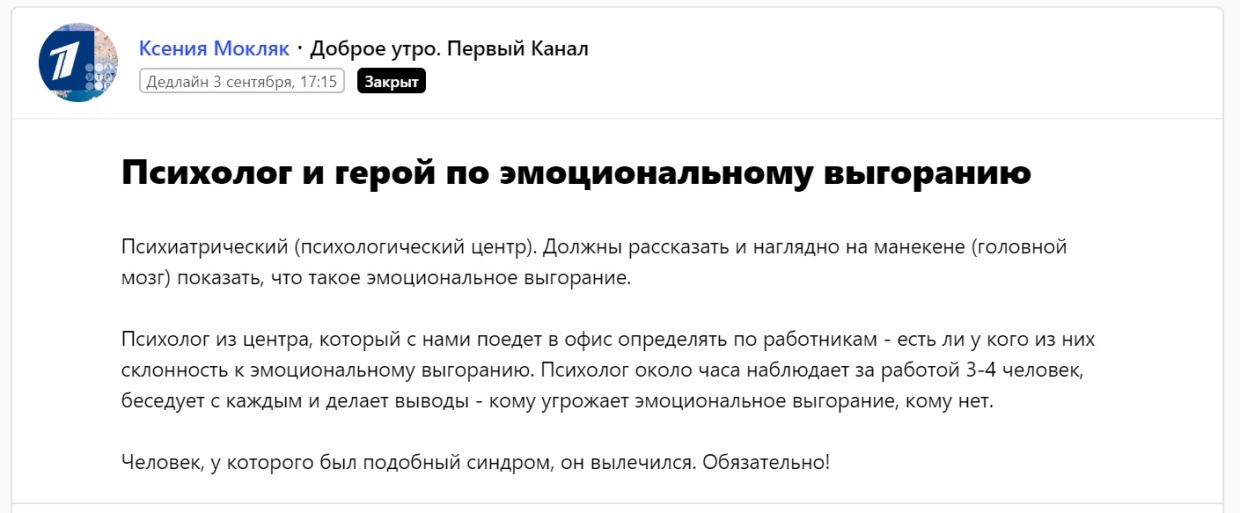 Ксения Мокляк · Доброе утро. Первый Канал
Дедлайн 3 сентября, 17:15 Закрыт
Психолог и герой по эмоциональному выгоранию
Психиатрический (психологический центр). Должны рассказать и наглядно на манекене (головной
мозг) показать, что такое эмоциональное выгорание.
Психолог из центра, который с нами поедет в офис определять по работникам - есть ли у кого из них
склонность к эмоциональному выгоранию. Психолог около часа наблюдает за работой 3-4 человек,
беседует с каждым и делает выводы - кому угрожает эмоциональное выгорание, кому нет.
Человек, у которого был подобный синдром, он вылечился. Обязательно!